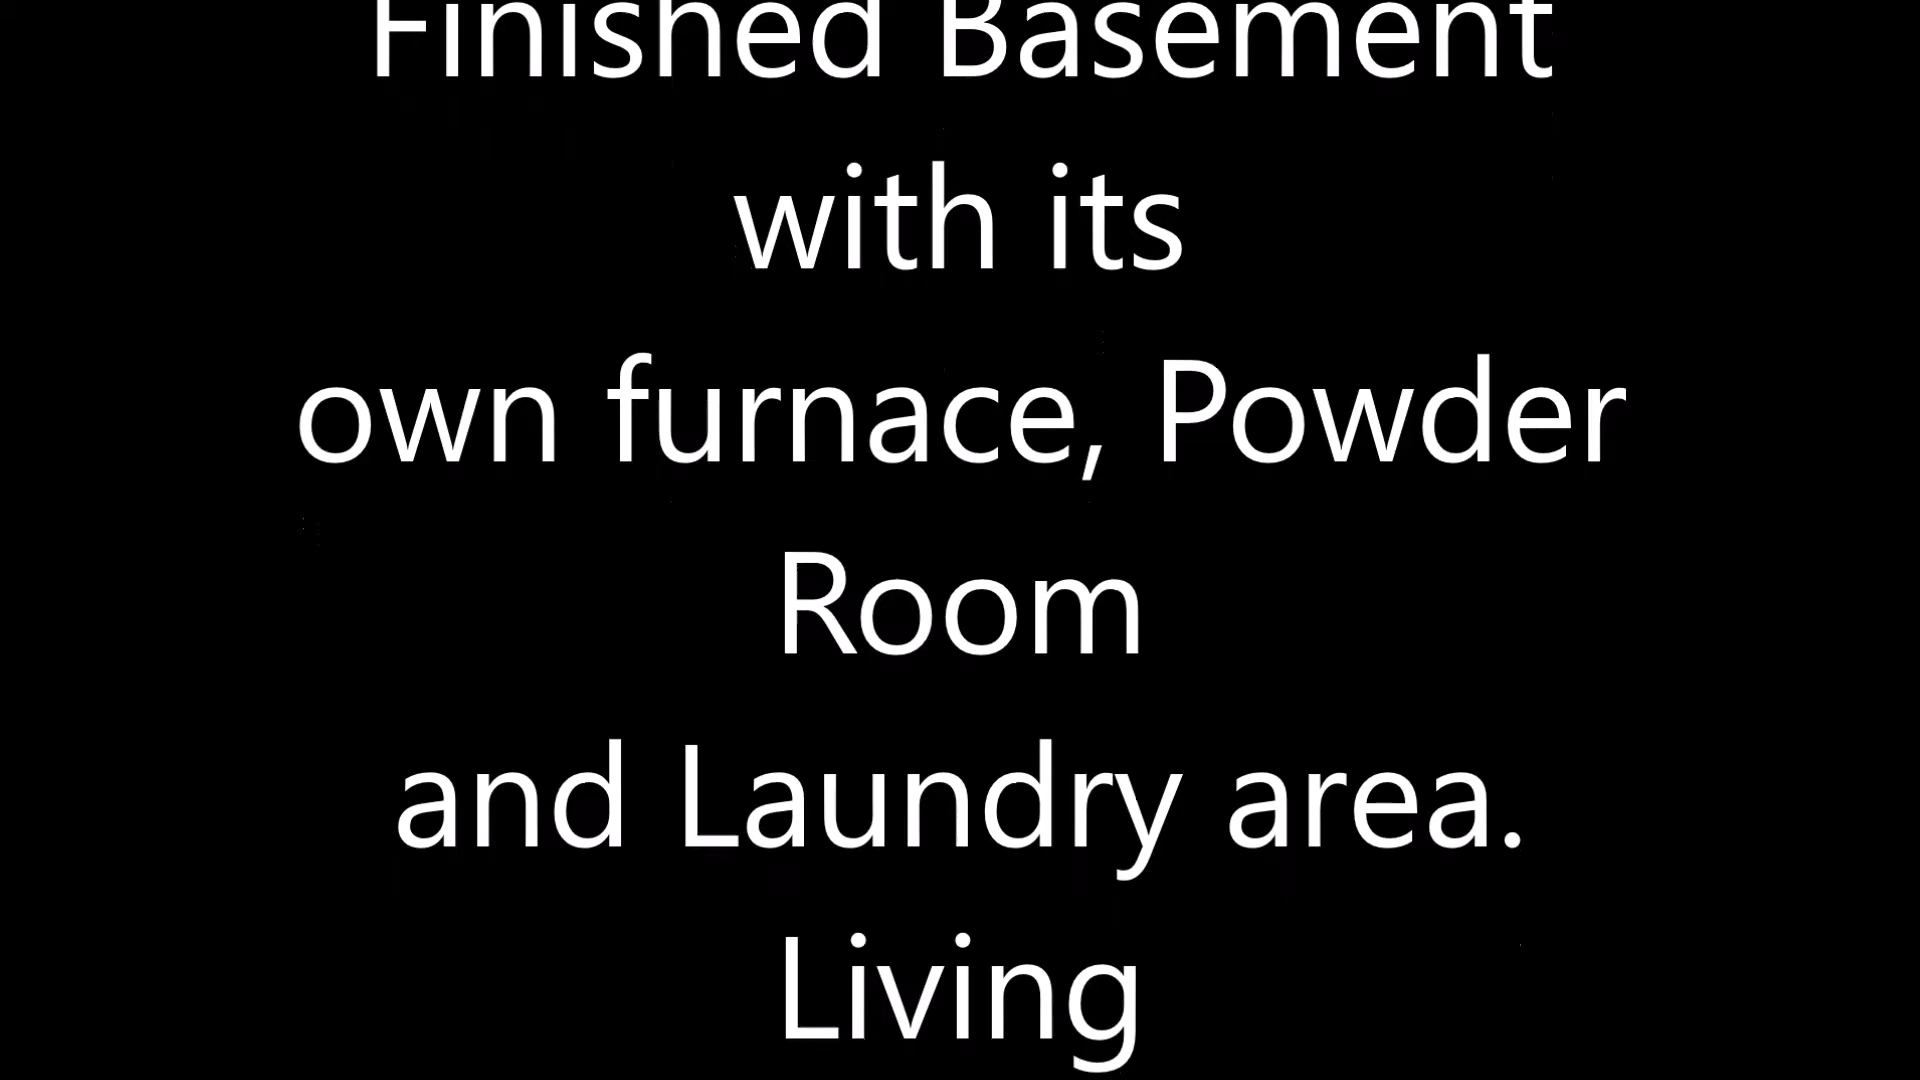 Finished Basement
with its
own furnace, Powder
Room
and Laundry area.
Living